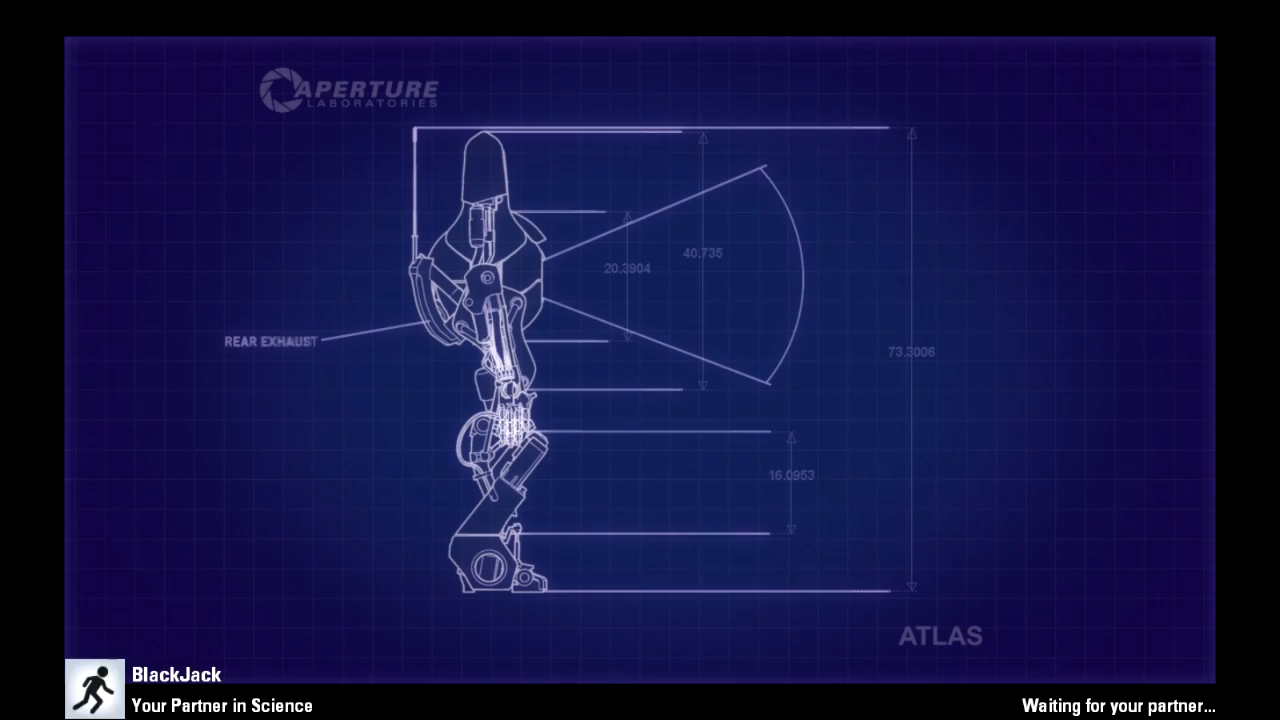 APERTURE
LABORATORIES
20.3904
40.735
REAR EXHAUST
73.3006
16.0953
ATLAS
BlackJack
Your Partner in Science
Waiting for your partner...